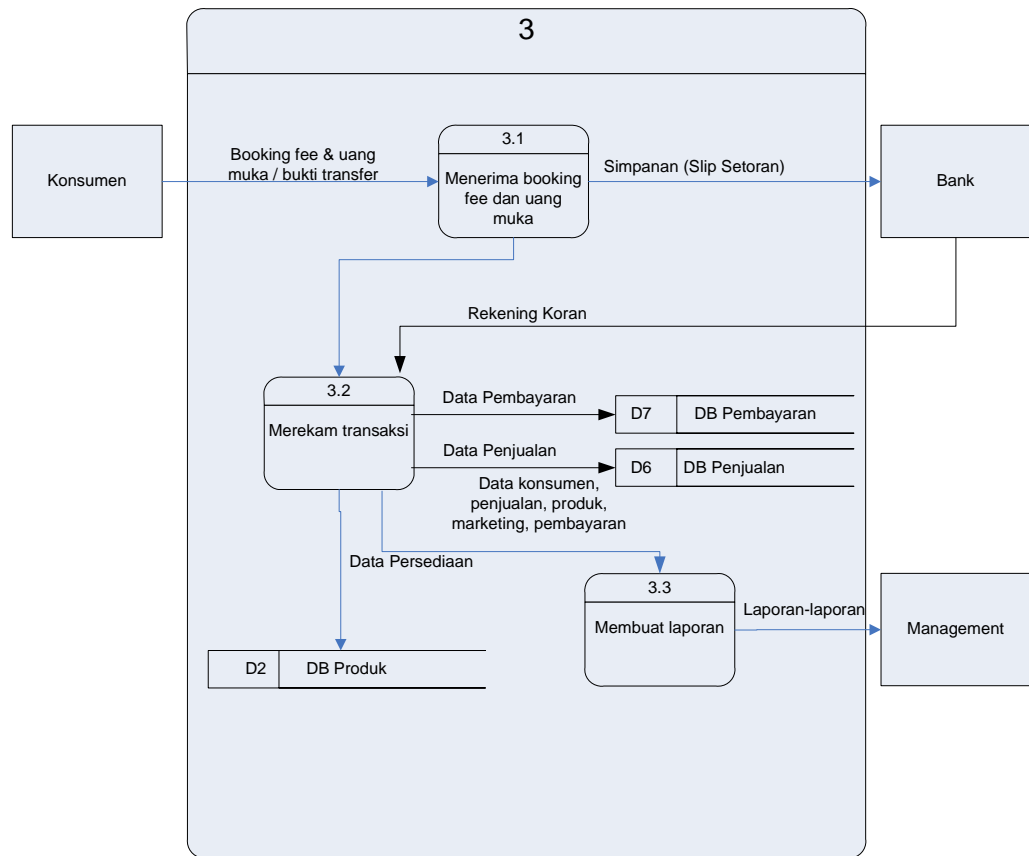 3
3.1
Konsumen
Booking fee & uang
muka / bukti transfer
Menerima booking
fee dan uang
muka
Simpanan (Slip Setoran)
Bank
Rekening Koran
3.2
Merekam transaksi
Data Pembayaran
D7
DB Pembayaran
Data Penjualan
D6
DB Penjualan
Data konsumen,
penjualan, produk,
marketing, pembayaran
Data Persediaan
3.3
Membuat laporan
Laporan-laporan
Management
D2
DB Produk